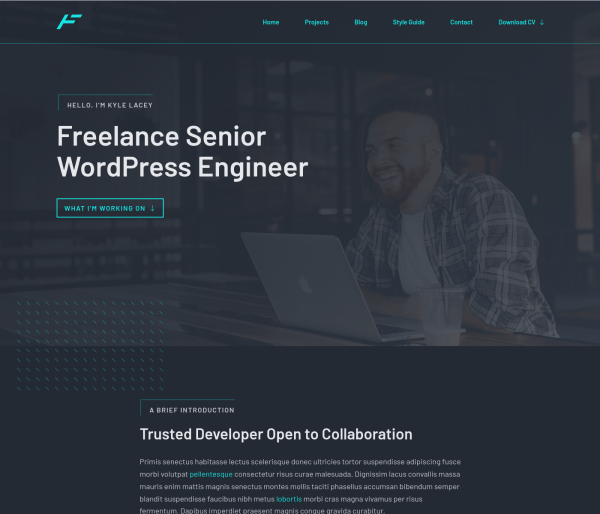 Home Projects Blog Style Guide Contact Download CV ↓
HELLO, I'M KYLE LACEY
Freelance Senior
WordPress Engineer
WHAT I'M WORKING ON ↓
A BRIEF INTRODUCTION
Trusted Developer Open to Collaboration
Primis senectus habitasse lectus scelerisque donec ultricies tortor suspendisse adipiscing fusce
morbi volutpat pellentesque consectetur risus curae malesuada. Dignissim lacus convallis massa
mauris enim mattis magnis senectus montes mollis taciti phasellus accumsan bibendum semper
blandit suspendisse faucibus nibh metus lobortis morbi cras magna vivamus per risus
fermentum. Dapibus imperdiet praesent magnis congue gravida curabitur.